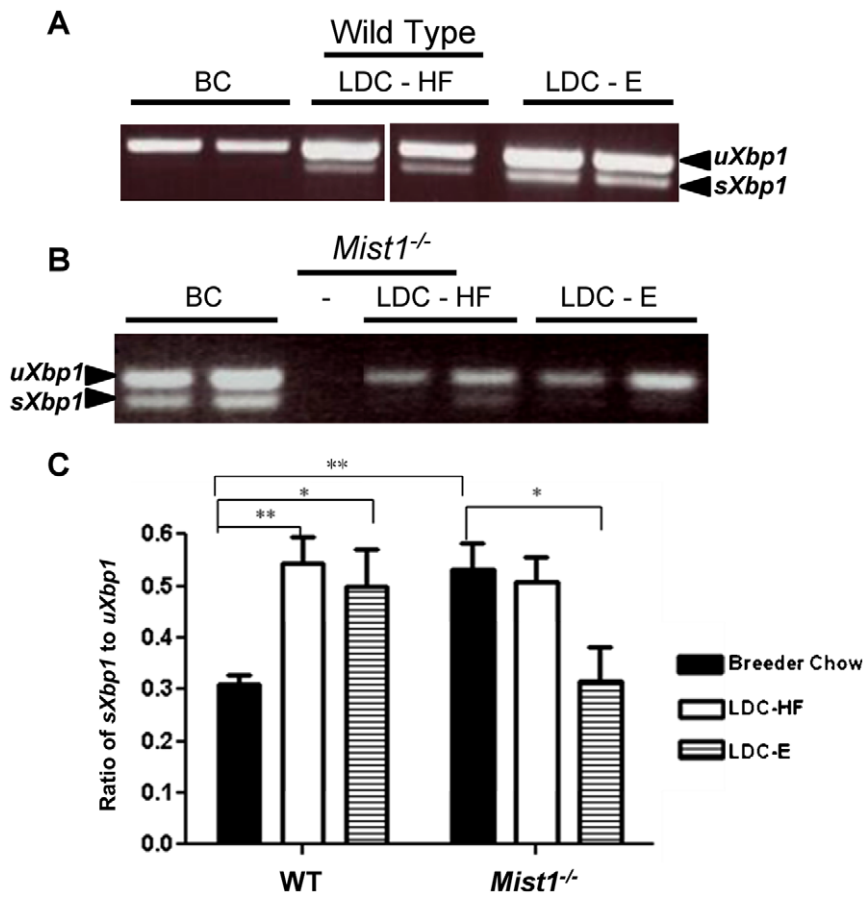 A
Wild Type
BC LDC - HF LDC - E
uXbp1
sXbp1
B
Mist1-/-
BC - LDC - HF LDC - E
uXbp1
sXbp1
C
** 
* *
**
Ratio of sXbp1 to uXbp1
0.6
0.5
0.4
0.3
0.2
0.1
0.0
WT Mist1-/-
Breeder Chow
LDC-HF
LDC-E